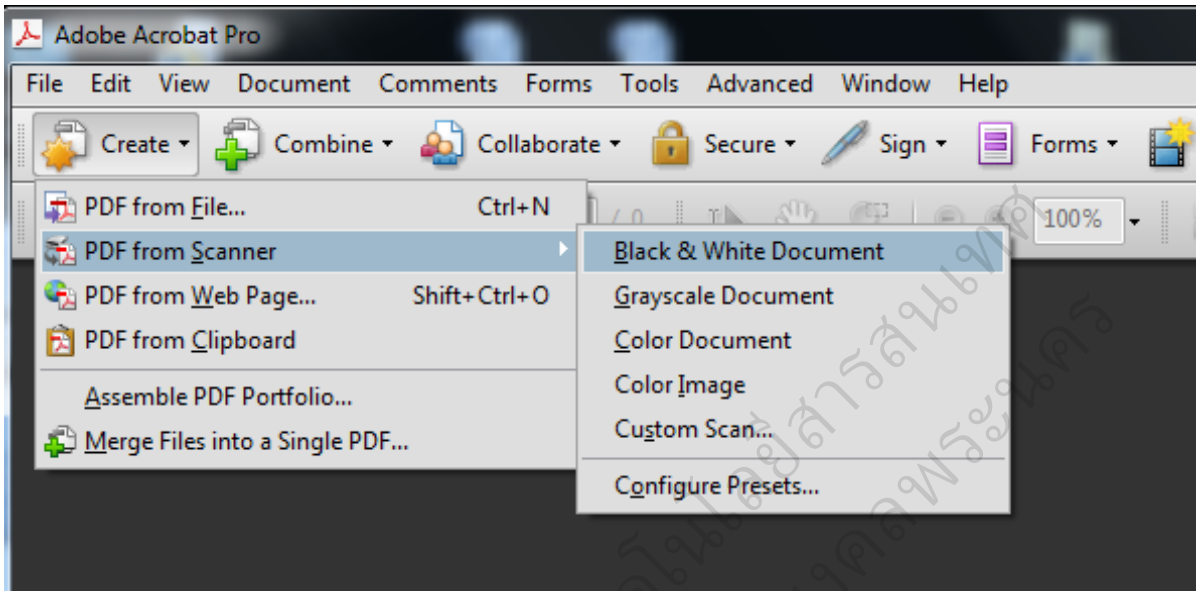 Adobe Acrobat Pro
File Edit View Document Comments Forms Tools Advanced Window Help
Create Combine Collaborate Secure Sign Forms
/ 0 100%
PDF from File... Ctrl+N
PDF from Scanner
PDF from Web Page... Shift+Ctrl+O
PDF from Clipboard
Assemble PDF Portfolio...
Merge Files into a Single PDF...
Black & White Document
Grayscale Document
Color Document
Color Image
Custom Scan...
Configure Presets...